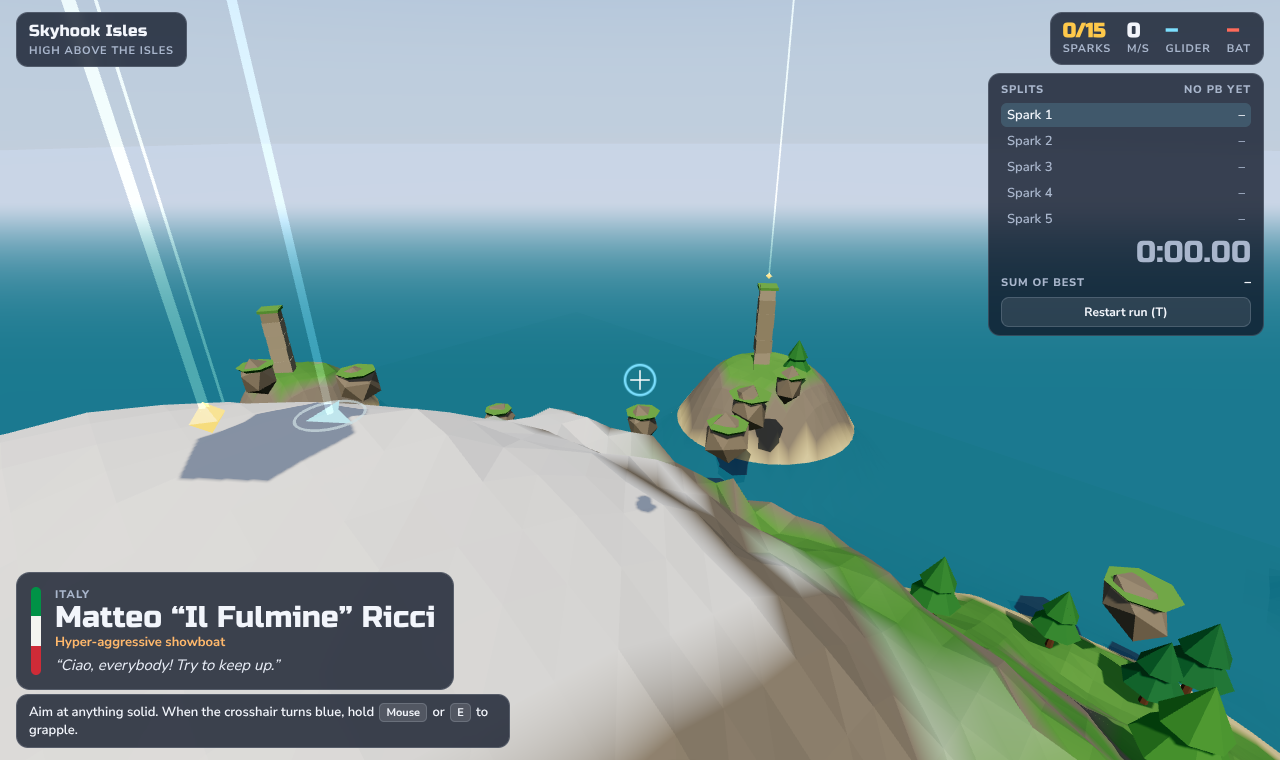 Skyhook Isles
HIGH ABOVE THE ISLES
0/15 0 – –
SPARKS M/S GLIDER BAT
SPLITS NO PB YET
Spark 1 –
Spark 2 –
Spark 3 –
Spark 4 –
Spark 5 –
0:00.00
SUM OF BEST –
Restart run (T)
ITALY
Matteo “Il Fulmine” Ricci
Hyper-aggressive showboat
“Ciao, everybody! Try to keep up.”
Aim at anything solid. When the crosshair turns blue, hold Mouse or E to
grapple.